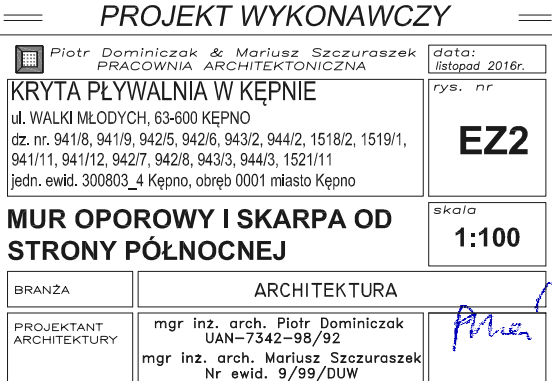 PROJEKT WYKONAWCZY
Piotr Dominiczak & Mariusz Szczuraszek
PRACOWNIA ARCHITEKTONICZNA
data:
listopad 2016r.
KRYTA PŁYWALNIA W KĘPNIE
ul. WALKI MŁODYCH, 63-600 KĘPNO
dz. nr. 941/8, 941/9, 942/5, 942/6, 943/2, 944/2, 1518/2, 1519/1,
941/11, 941/12, 942/7, 942/8, 943/3, 944/3, 1521/11
jedn. ewid. 300803_4 Kępno, obręb 0001 miasto Kępno
rys. nr
EZ2
MUR OPOROWY I SKARPA OD
STRONY PÓŁNOCNEJ
skala
1:100
BRANŻA
ARCHITEKTURA
PROJEKTANT
ARCHITEKTURY
mgr inż. arch. Piotr Dominiczak
UAN-7342-98/92
mgr inż. arch. Mariusz Szczuraszek
Nr ewid. 9/99/DUW